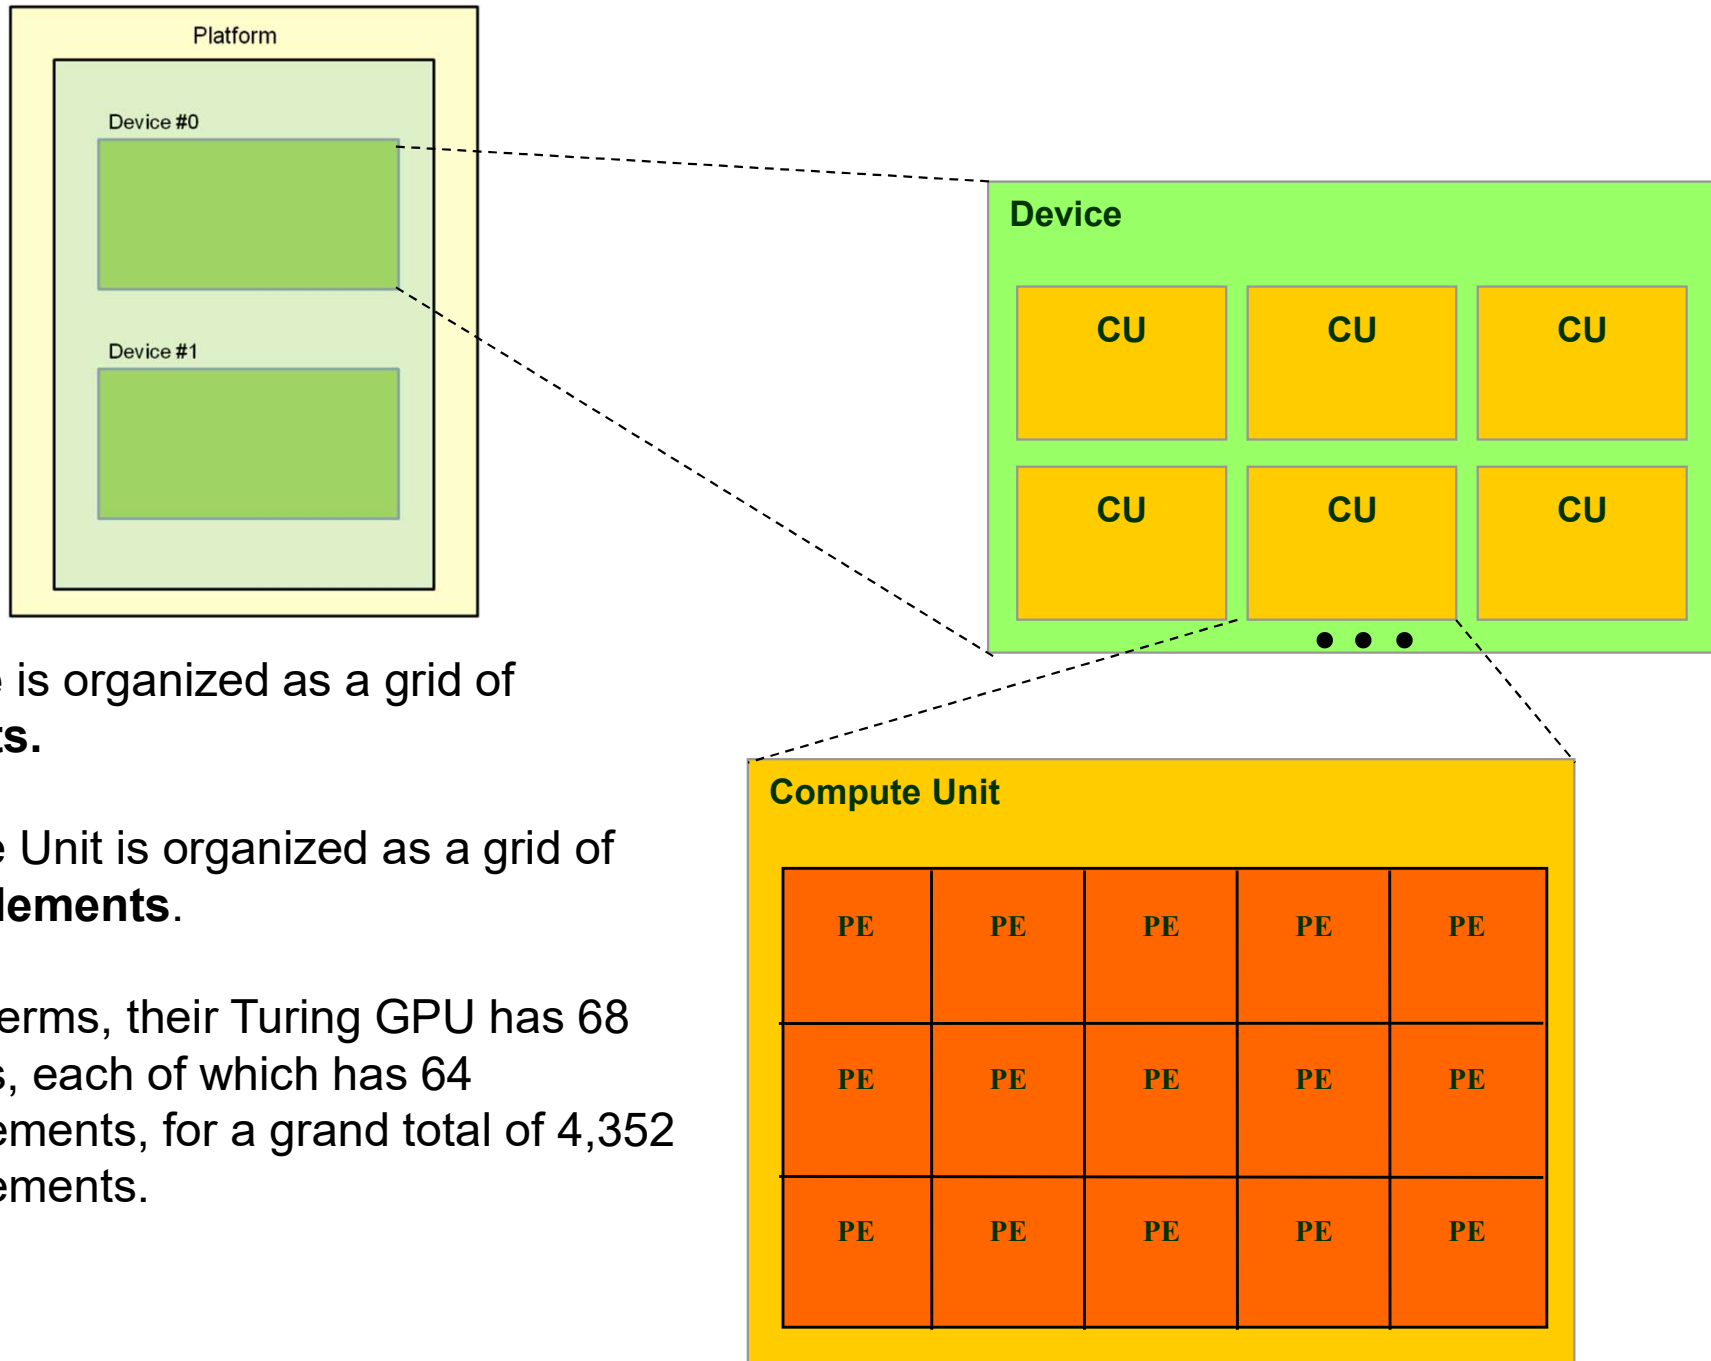 Platform
Device #0
Device #1
Device
CU CU CU
CU CU CU
• • •
e is organized as a grid of
ts.
e Unit is organized as a grid of
lements.
erms, their Turing GPU has 68
s, each of which has 64
ements, for a grand total of 4,352
ements.
Compute Unit
PE PE PE PE PE
PE PE PE PE PE
PE PE PE PE PE